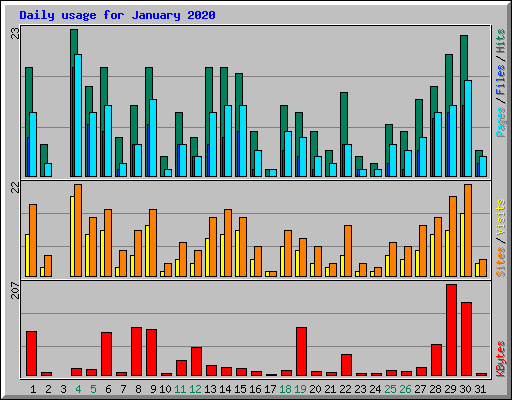 Daily usage for January 2020
23
Pages/Files/Hits
22
Sites/Visits
207
KBytes
1 2 3 4 5 6 7 8 9 10 11 12 13 14 15 16 17 18 19 20 21 22 23 24 25 26 27 28 29 30 31